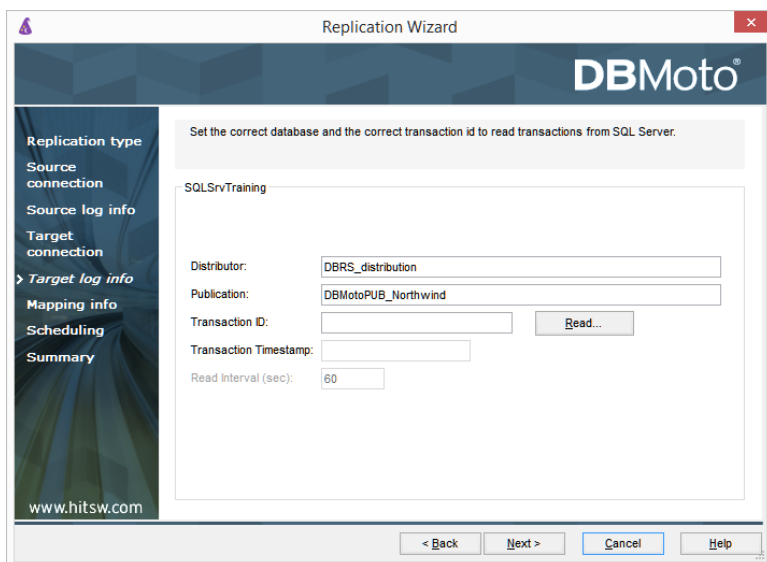 Replication Wizard
DBMoto®
Replication type
Source
connection
Source log info
Target
connection
Target log info
Mapping info
Scheduling
Summary
www.hitsw.com
Set the correct database and the correct transaction id to read transactions from SQL Server.
SQLSrvTraining
Distributor: DBRS_distribution
Publication: DBMotoPUB_Northwind
Transaction ID: Read...
Transaction Timestamp:
Read Interval (sec): 60
< Back Next > Cancel Help